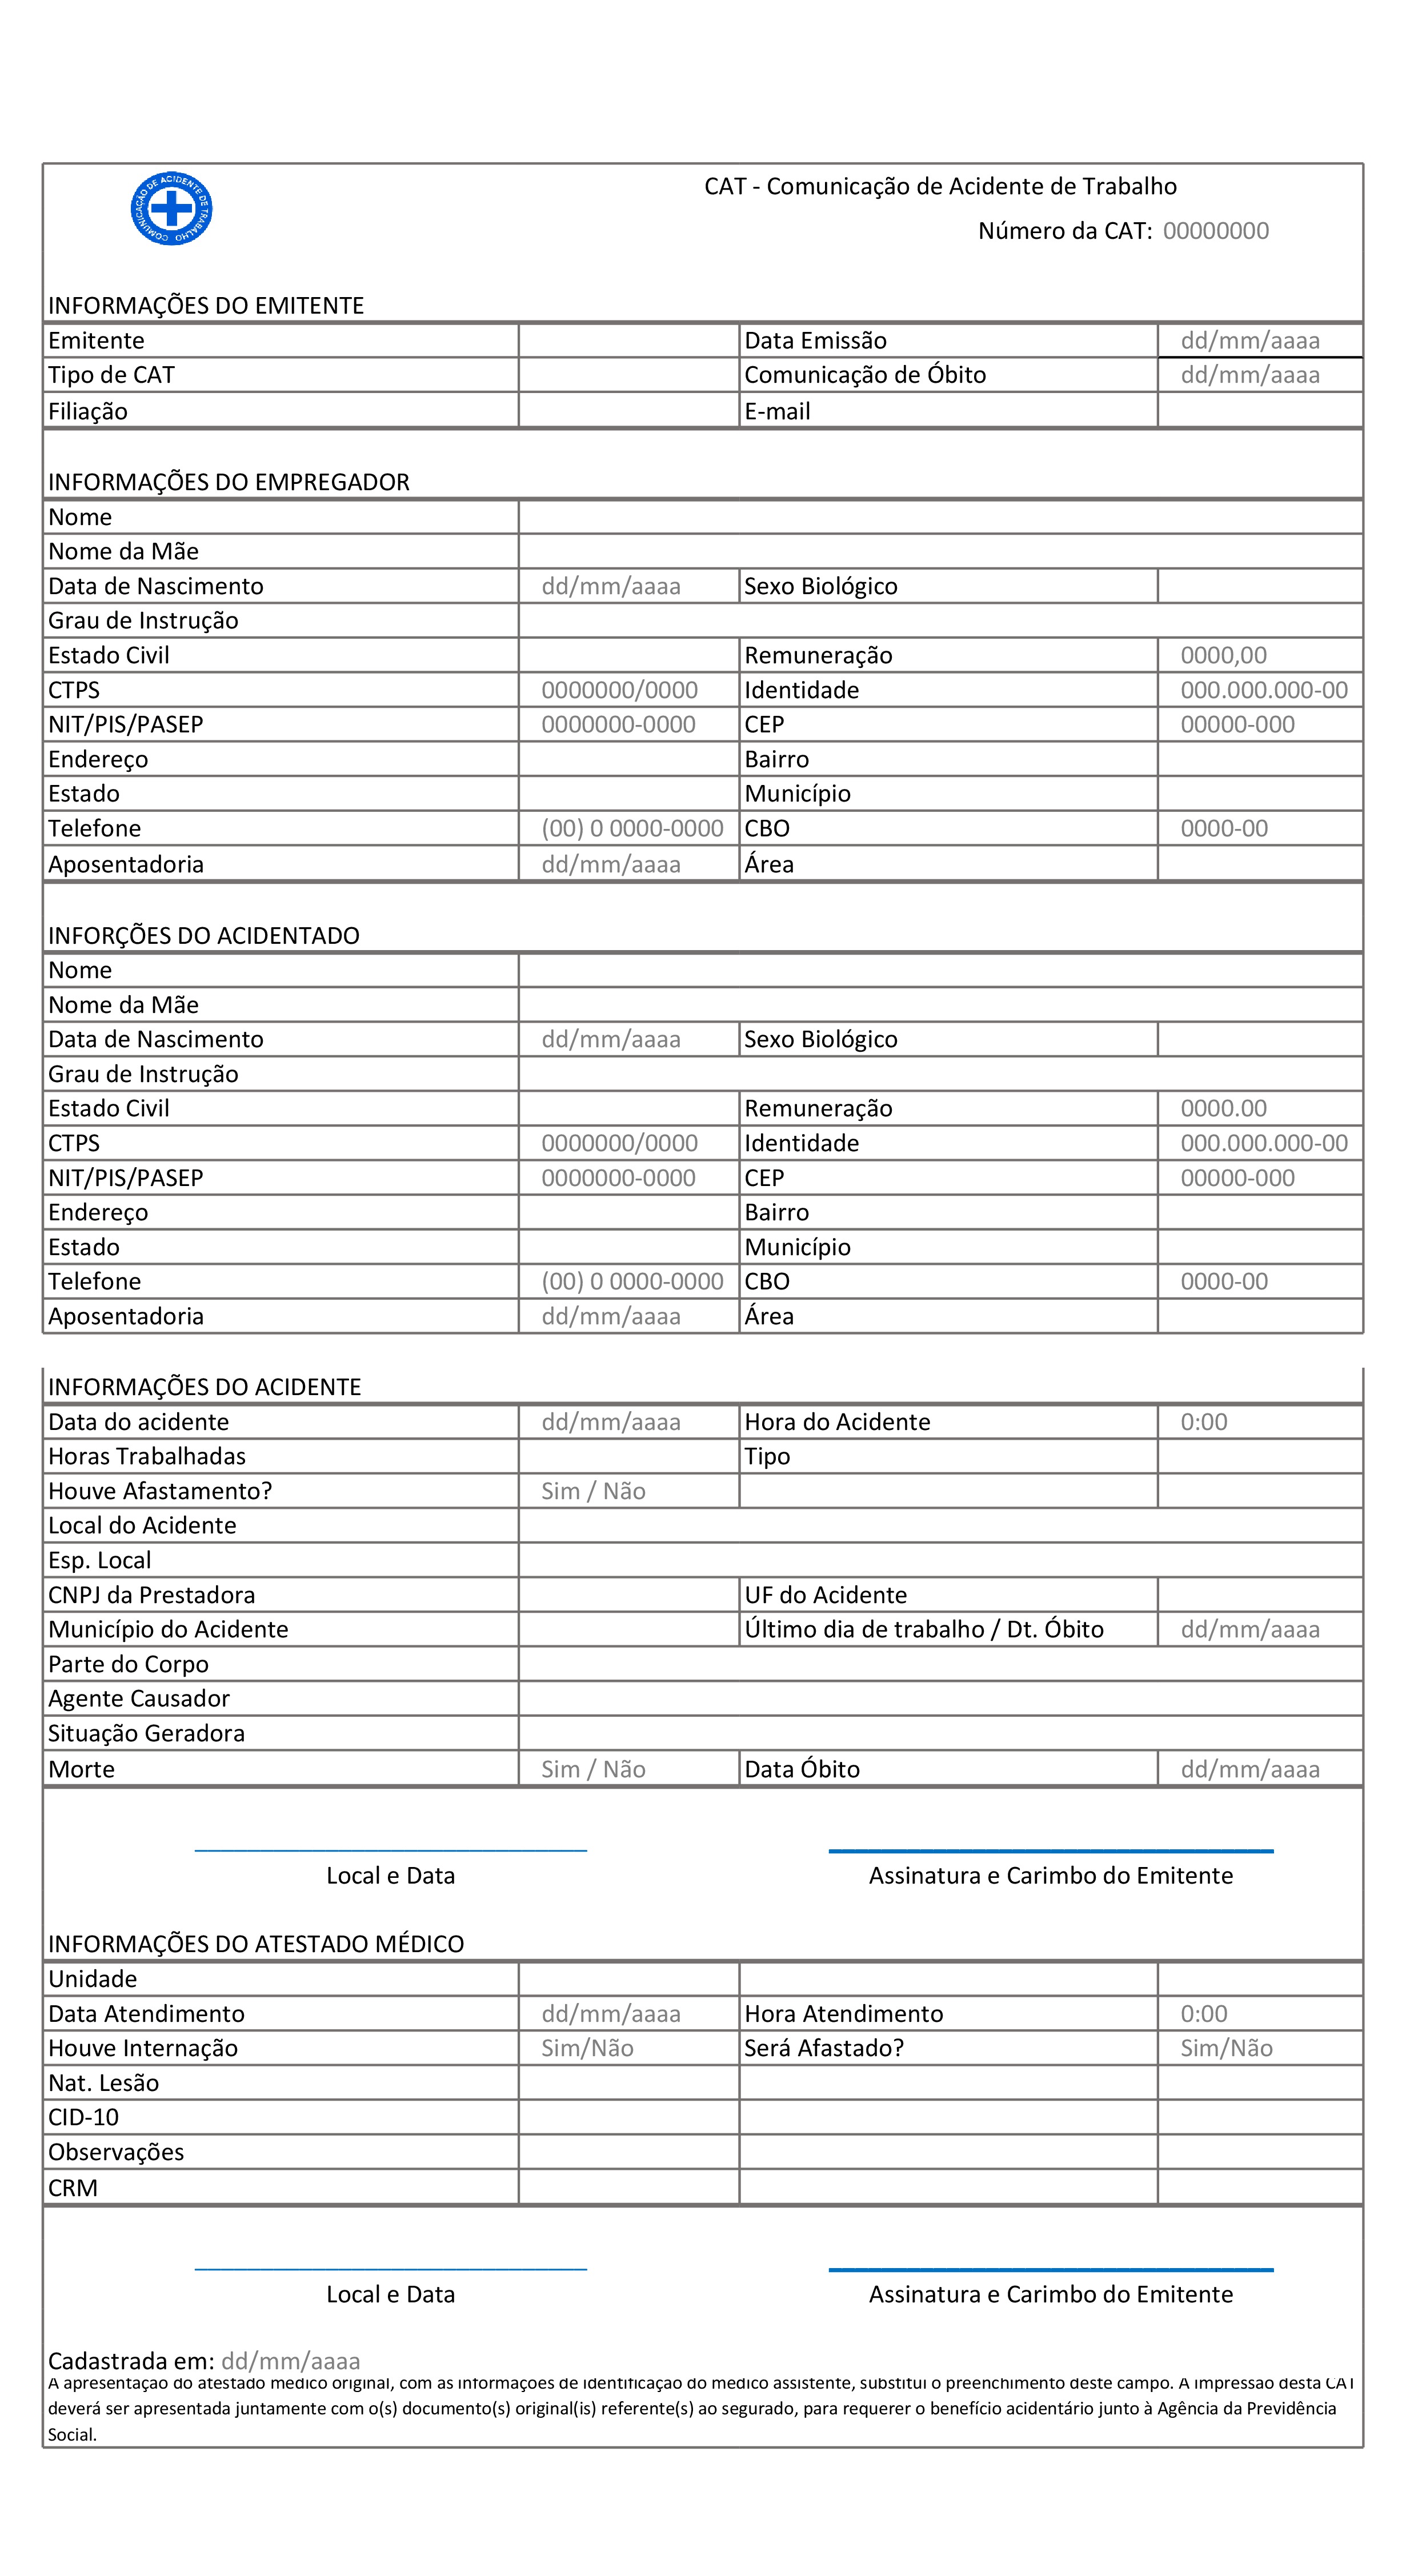 COMUNICAÇÃO DE ACIDENTE DE TRABALHO
CAT - Comunicação de Acidente de Trabalho
Número da CAT: 00000000
INFORMAÇÕES DO EMITENTE
Emitente Data Emissão dd/mm/aaaa
Tipo de CAT Comunicação de Óbito dd/mm/aaaa
Filiação E-mail
INFORMAÇÕES DO EMPREGADOR
Nome
Nome da Mãe
Data de Nascimento dd/mm/aaaa Sexo Biológico
Grau de Instrução
Estado Civil Remuneração 0000,00
CTPS 0000000/0000 Identidade 000.000.000-00
NIT/PIS/PASEP 0000000-0000 CEP 00000-000
Endereço Bairro
Estado Município
Telefone (00) 0 0000-0000 CBO 0000-00
Aposentadoria dd/mm/aaaa Área
INFORÇÕES DO ACIDENTADO
Nome
Nome da Mãe
Data de Nascimento dd/mm/aaaa Sexo Biológico
Grau de Instrução
Estado Civil Remuneração 0000.00
CTPS 0000000/0000 Identidade 000.000.000-00
NIT/PIS/PASEP 0000000-0000 CEP 00000-000
Endereço Bairro
Estado Município
Telefone (00) 0 0000-0000 CBO 0000-00
Aposentadoria dd/mm/aaaa Área
INFORMAÇÕES DO ACIDENTE
Data do acidente dd/mm/aaaa Hora do Acidente 0:00
Horas Trabalhadas Tipo
Houve Afastamento? Sim / Não
Local do Acidente
Esp. Local
CNPJ da Prestadora UF do Acidente
Município do Acidente Último dia de trabalho / Dt. Óbito dd/mm/aaaa
Parte do Corpo
Agente Causador
Situação Geradora
Morte Sim / Não Data Óbito dd/mm/aaaa
Local e Data Assinatura e Carimbo do Emitente
INFORMAÇÕES DO ATESTADO MÉDICO
Unidade
Data Atendimento dd/mm/aaaa Hora Atendimento 0:00
Houve Internação Sim/Não Será Afastado? Sim/Não
Nat. Lesão
CID-10
Observações
CRM
Local e Data Assinatura e Carimbo do Emitente
Cadastrada em: dd/mm/aaaa
A apresentação do atestado médico original, com as informações de identificação do médico assistente, substitui o preenchimento deste campo. A impressão desta CAT
deverá ser apresentada juntamente com o(s) documento(s) original(is) referente(s) ao segurado, para requerer o benefício acidentário junto à Agência da Previdência
Social.